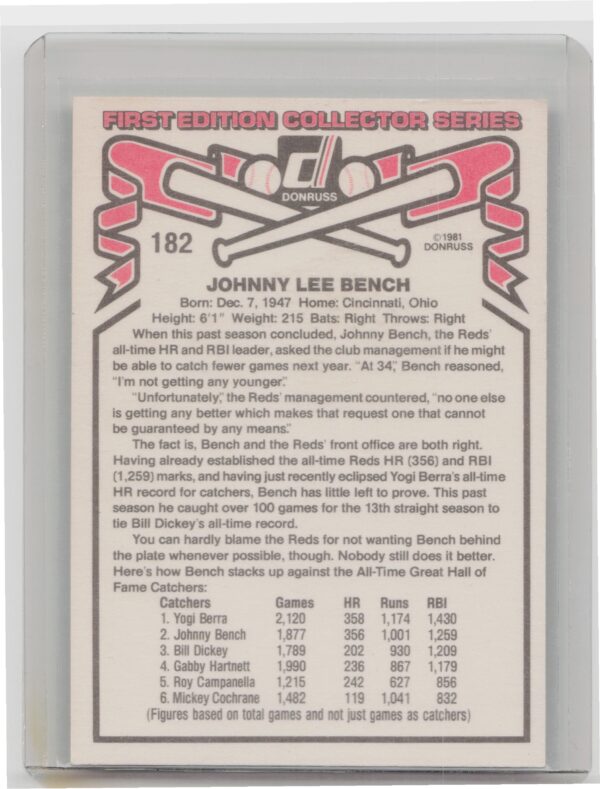 FIRST EDITION COLLECTOR SERIES
d
DONRUSS
182
©1981
DONRUSS
JOHNNY LEE BENCH
Born: Dec. 7, 1947 Home: Cincinnati, Ohio
Height: 6'1" Weight: 215 Bats: Right Throws: Right
When this past season concluded, Johnny Bench, the Reds'
all-time HR and RBI leader, asked the club management if he might
be able to catch fewer games next year. "At 34," Bench reasoned,
"I'm not getting any younger."
"Unfortunately," the Reds' management countered, "no one else
is getting any better which makes that request one that cannot
be guaranteed by any means."
The fact is, Bench and the Reds' front office are both right.
Having already established the all-time Reds HR (356) and RBI
(1,259) marks, and having just recently eclipsed Yogi Berra's all-time
HR record for catchers, Bench has little left to prove. This past
season he caught over 100 games for the 13th straight season to
tie Bill Dickey's all-time record.
You can hardly blame the Reds for not wanting Bench behind
the plate whenever possible, though. Nobody still does it better.
Here's how Bench stacks up against the All-Time Great Hall of
Fame Catchers:
Catchers Games HR Runs RBI
1. Yogi Berra 2,120 358 1,174 1,430
2. Johnny Bench 1,877 356 1,001 1,259
3. Bill Dickey 1,789 202 930 1,209
4. Gabby Hartnett 1,990 236 867 1,179
5. Roy Campanella 1,215 242 627 856
6. Mickey Cochrane 1,482 119 1,041 832
(Figures based on total games and not just games as catchers)